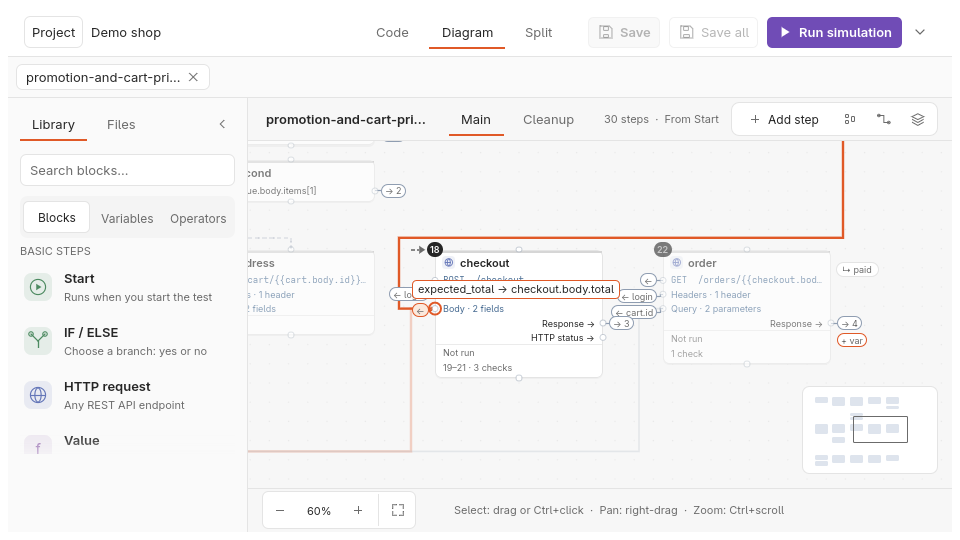 Project
Demo shop
Code
Diagram
Split
Save
Save all
Run simulation
promotion-and-cart-pri...
Library
Files
promotion-and-cart-pri...
Main
Cleanup
30 steps · From Start
+ Add step
Search blocks...
Blocks
Variables
Operators
BASIC STEPS
Start
Runs when you start the test
IF / ELSE
Choose a branch: yes or no
HTTP request
Any REST API endpoint
Value
cond
ue.body.items[1]
→ 2
dress
cart/{{cart.body.id}}…
s · 1 header
fields
18
checkout
expected_total → checkout.body.total
Body · 2 fields
Response →
HTTP status →
→ 3
Not run
19–21 · 3 checks
22
order
GET /orders/{{checkout.bod…
Headers · 1 header
Query · 2 parameters
← login
← cart.id
Response →
→ 4
Not run
1 check
↳ paid
+ var
− 60% +
Select: drag or Ctrl+click · Pan: right-drag · Zoom: Ctrl+scroll